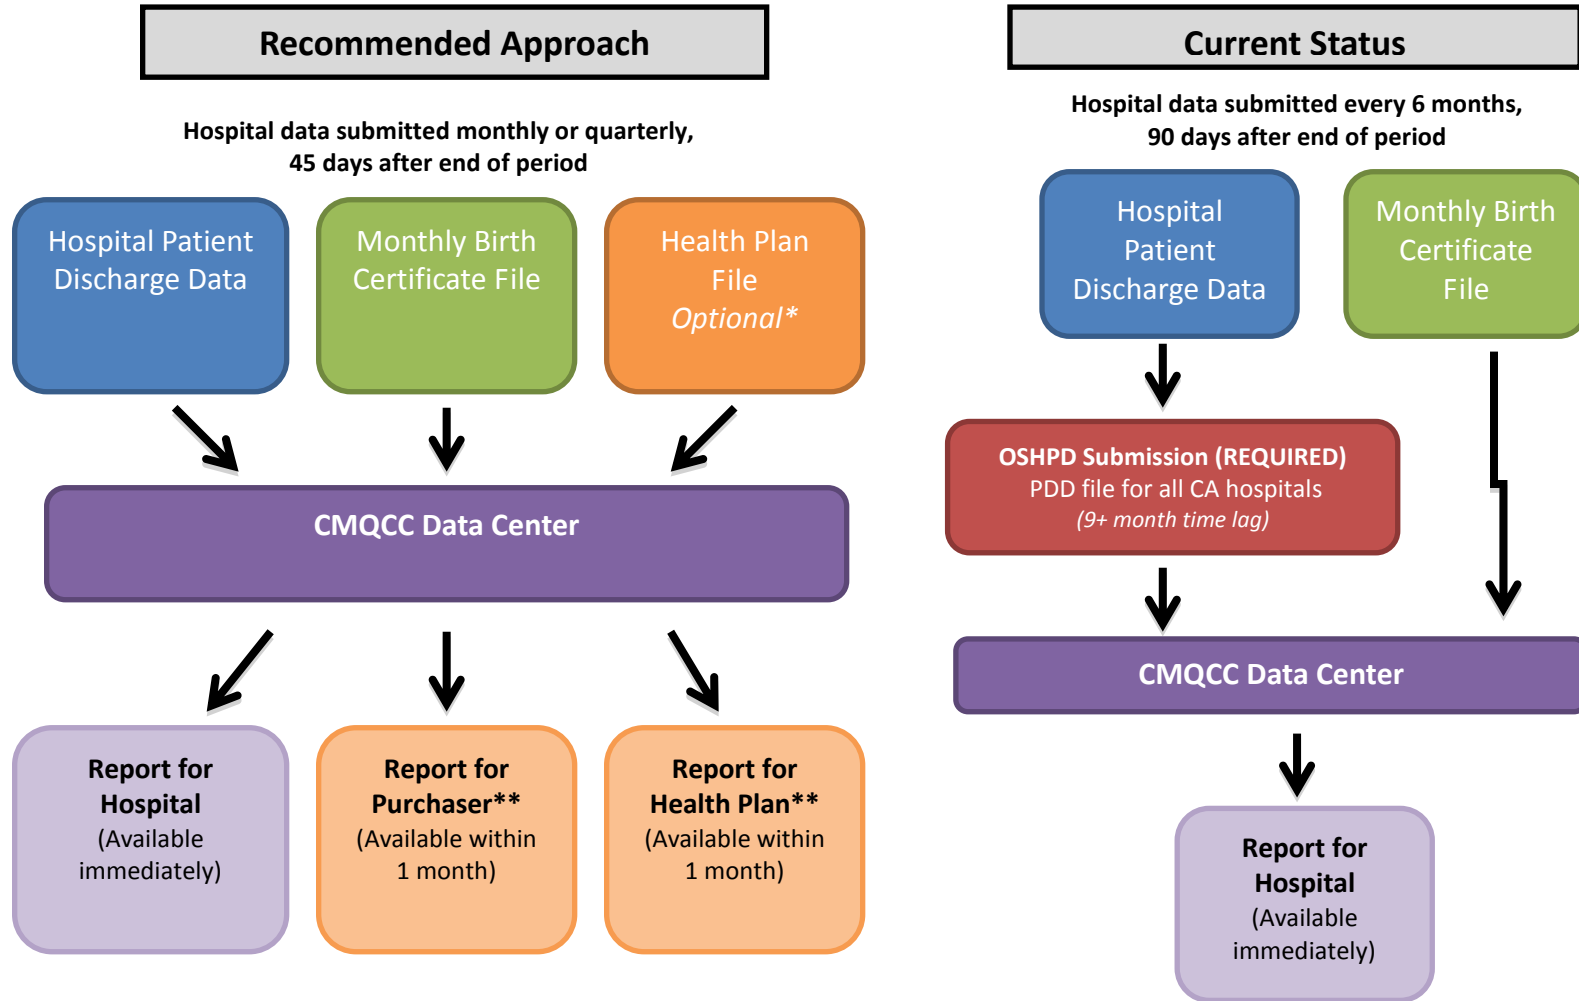 Recommended Approach
Hospital data submitted monthly or quarterly,
45 days after end of period
Hospital Patient
Discharge Data
Monthly Birth
Certificate File
Health Plan
File
Optional*
CMQCC Data Center
Report for
Hospital
(Available
immediately)
Report for
Purchaser**
(Available within
1 month)
Report for
Health Plan**
(Available within
1 month)
Current Status
Hospital data submitted every 6 months,
90 days after end of period
Hospital
Patient
Discharge Data
Monthly Birth
Certificate
File
OSHPD Submission (REQUIRED)
PDD file for all CA hospitals
(9+ month time lag)
CMQCC Data Center
Report for
Hospital
(Available
immediately)